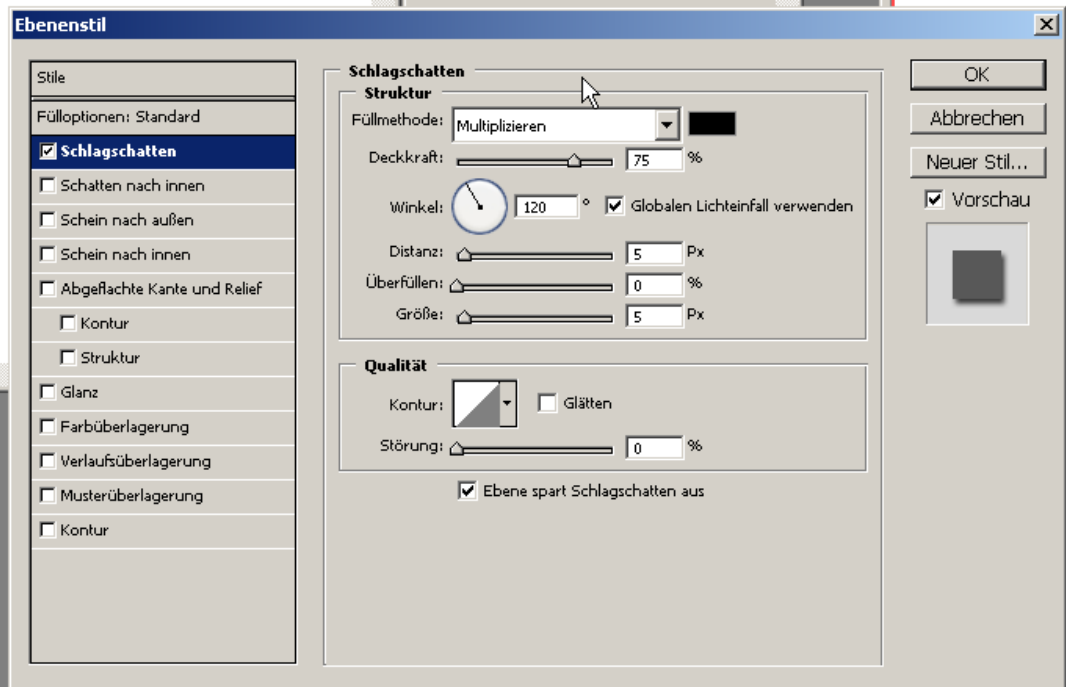 Ebenenstil
Stile
Fülloptionen: Standard
Schlagschatten
Schatten nach innen
Schein nach außen
Schein nach innen
Abgeflachte Kante und Relief
Kontur
Struktur
Glanz
Farbüberlagerung
Verlaufsüberlagerung
Musterüberlagerung
Kontur
Schlagschatten
Struktur
Füllmethode: Multiplizieren
Deckkraft: 75 %
Winkel: 120 ° Globalen Lichteinfall verwenden
Distanz: 5 Px
Überfüllen: 0 %
Größe: 5 Px
Qualität
Kontur: Glätten
Störung: 0 %
Ebene spart Schlagschatten aus
OK
Abbrechen
Neuer Stil...
Vorschau